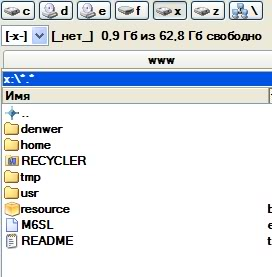 c d e f x z \
[-x-] [_нет_] 0,9 Гб из 62,8 Гб свободно
www
x:\*.*
Имя
..
denwer
home
RECYCLER
tmp
usr
resource
M6SL
README